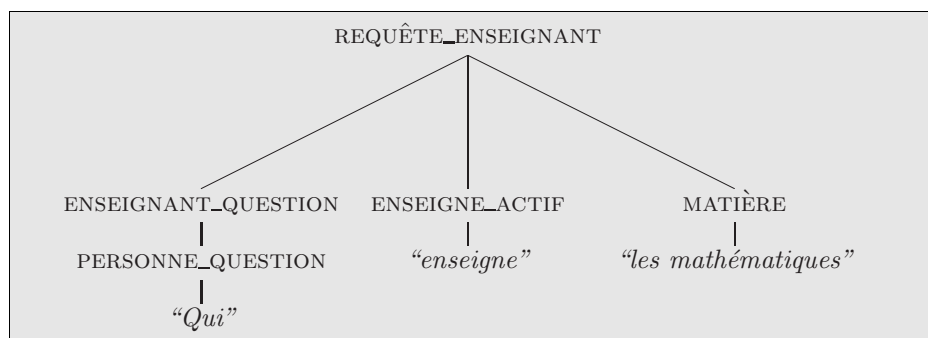 REQUÊTE_ENSEIGNANT
ENSEIGNANT_QUESTION ENSEIGNE_ACTIF MATIÈRE
PERSONNE_QUESTION “enseigne” “les mathématiques”
“Qui”